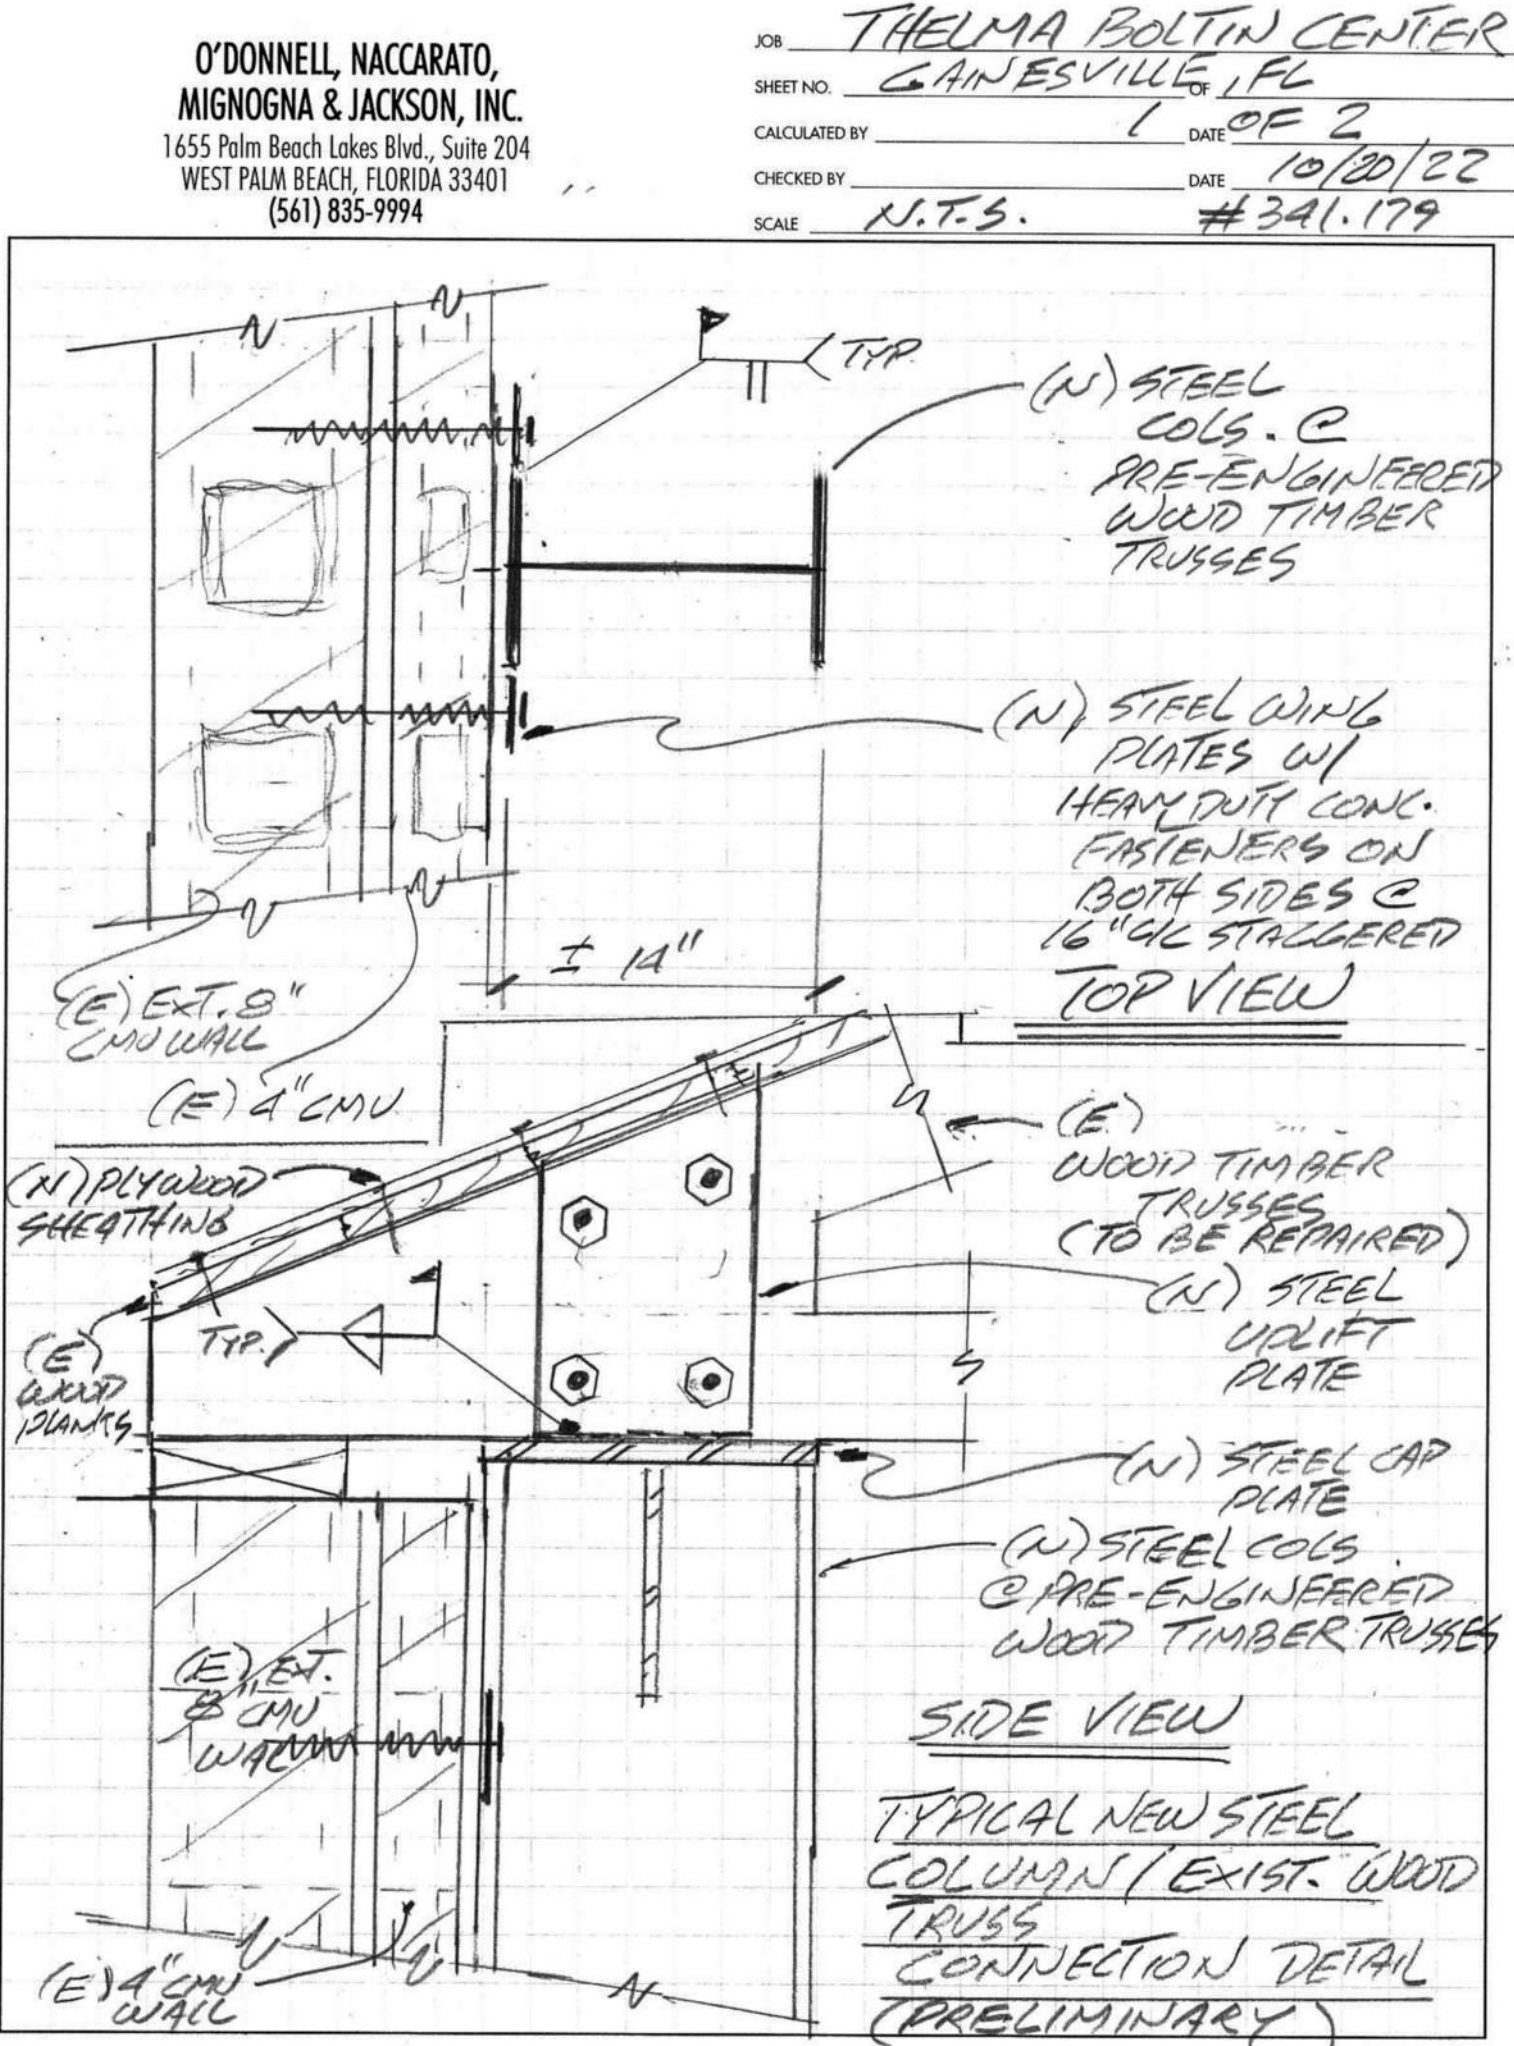 O'DONNELL, NACCARATO,
MIGNOGNA & JACKSON, INC.
1655 Palm Beach Lakes Blvd., Suite 204
WEST PALM BEACH, FLORIDA 33401
(561) 835-9994
JOB THELMA BOLTIN CENTER
SHEET NO. GAINESVILLE, FL OF
CALCULATED BY 1 DATE OF 2
CHECKED BY DATE 10/20/22
SCALE N.T.S. #341.179
TYP.
(N) STEEL
COLS. @
PRE-ENGINEERED
WOOD TIMBER
TRUSSES
(N) STEEL WING
PLATES W/
HEAVY DUTY CONC.
FASTENERS ON
BOTH SIDES @
16" C/C STAGGERED
TOP VIEW
± 14"
(E) EXT. 8"
CMU WALL
(E) 4" CMU
(N) PLYWOOD
SHEATHING
(E)
WOOD
PLANKS
TYP.
(E)
WOOD TIMBER
TRUSSES
(TO BE REPAIRED)
(N) STEEL
UPLIFT
PLATE
(N) STEEL CAP
PLATE
(N) STEEL COLS
@ PRE-ENGINEERED
WOOD TIMBER TRUSSES
(E) EXT.
8" CMU
WALL
SIDE VIEW
(E) 4" CMU
WALL
TYPICAL NEW STEEL
COLUMN / EXIST. WOOD
TRUSS
CONNECTION DETAIL
(PRELIMINARY)